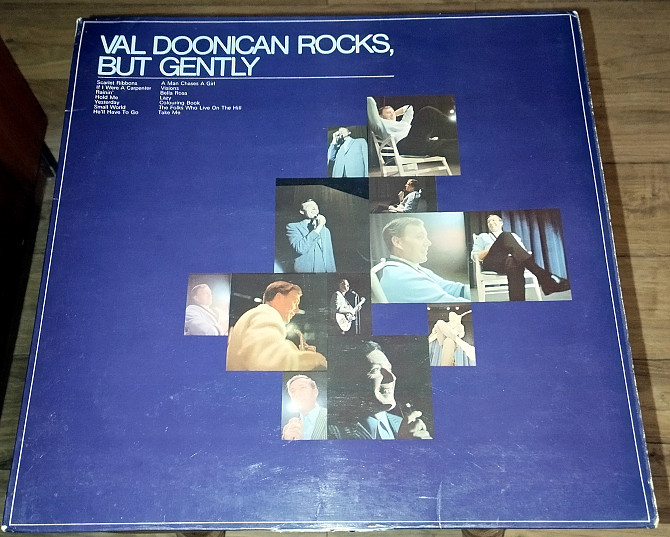 VAL DOONICAN ROCKS,
BUT GENTLY
Scarlet Ribbons
If I Were A Carpenter
Rainin'
Hold Me
Yesterday
Small World
He'll Have To Go
A Man Chases A Girl
Visions
Bella Rosa
Lazy
Colouring Book
The Folks Who Live On The Hill
Take Me